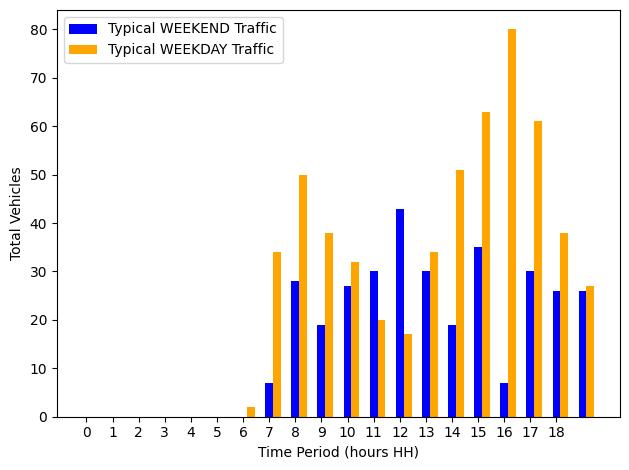 Typical WEEKEND Traffic
Typical WEEKDAY Traffic
80
70
60
50
40
30
20
10
0
Total Vehicles
0 1 2 3 4 5 6 7 8 9 10 11 12 13 14 15 16 17 18
Time Period (hours HH)